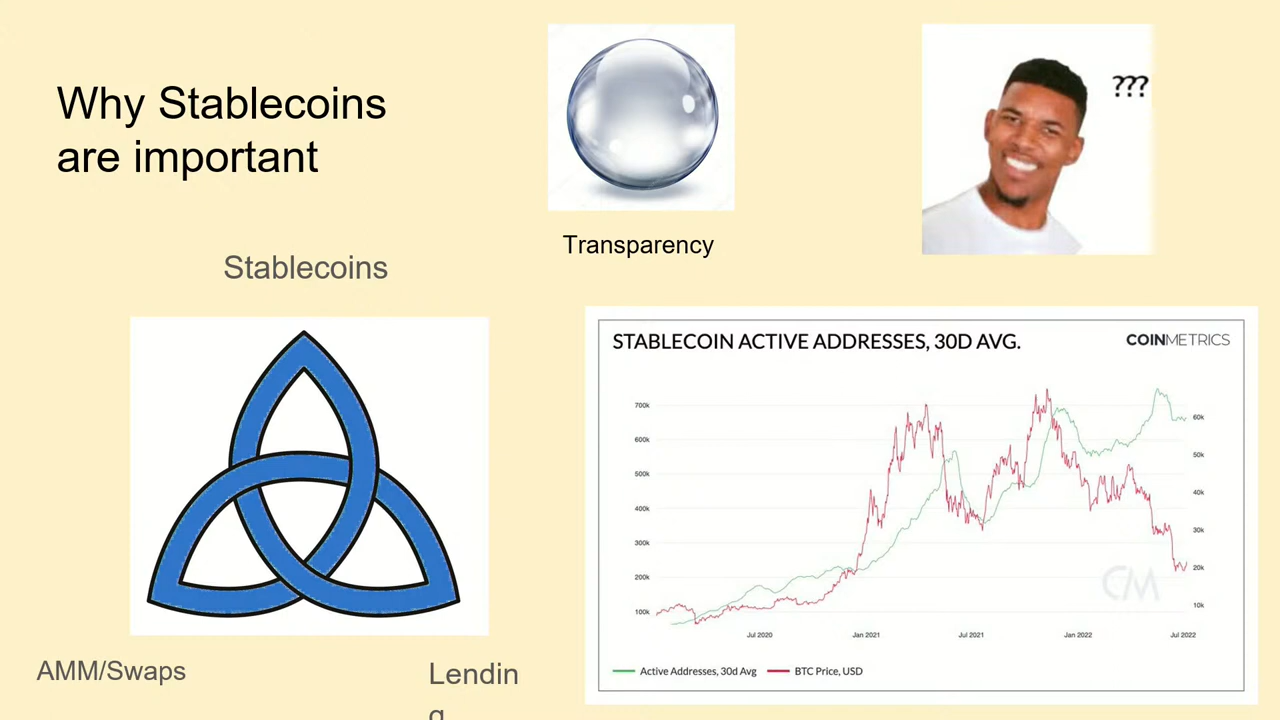 Why Stablecoins
are important
Transparency
???
Stablecoins
AMM/Swaps
Lendin
g
STABLECOIN ACTIVE ADDRESSES, 30D AVG.
COINMETRICS
700k
600k
500k
400k
300k
200k
100k
60k
50k
40k
30k
20k
10k
Jul 2020
Jan 2021
Jul 2021
Jan 2022
Jul 2022
CM
Active Addresses, 30d Avg
BTC Price, USD